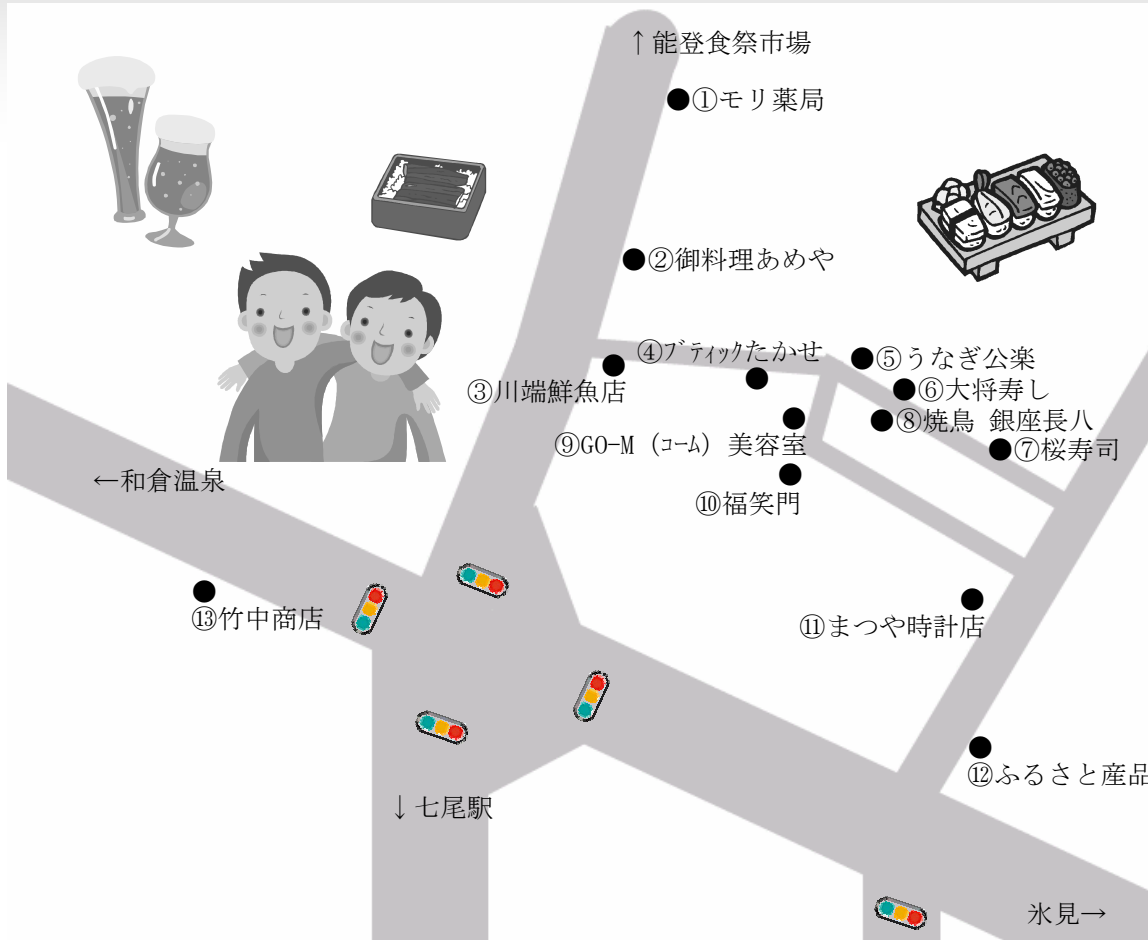 ↑能登食祭市場
①モリ薬局
②御料理あめや
④ﾌﾞﾃｨｯｸたかせ
⑤うなぎ公楽
③川端鮮魚店
⑥大将寿し
⑧焼鳥 銀座長八
⑨GO-M（ｺｰﾑ）美容室
⑦桜寿司
←和倉温泉
⑩福笑門
⑬竹中商店
⑪まつや時計店
⑫ふるさと産品
↓七尾駅
氷見→